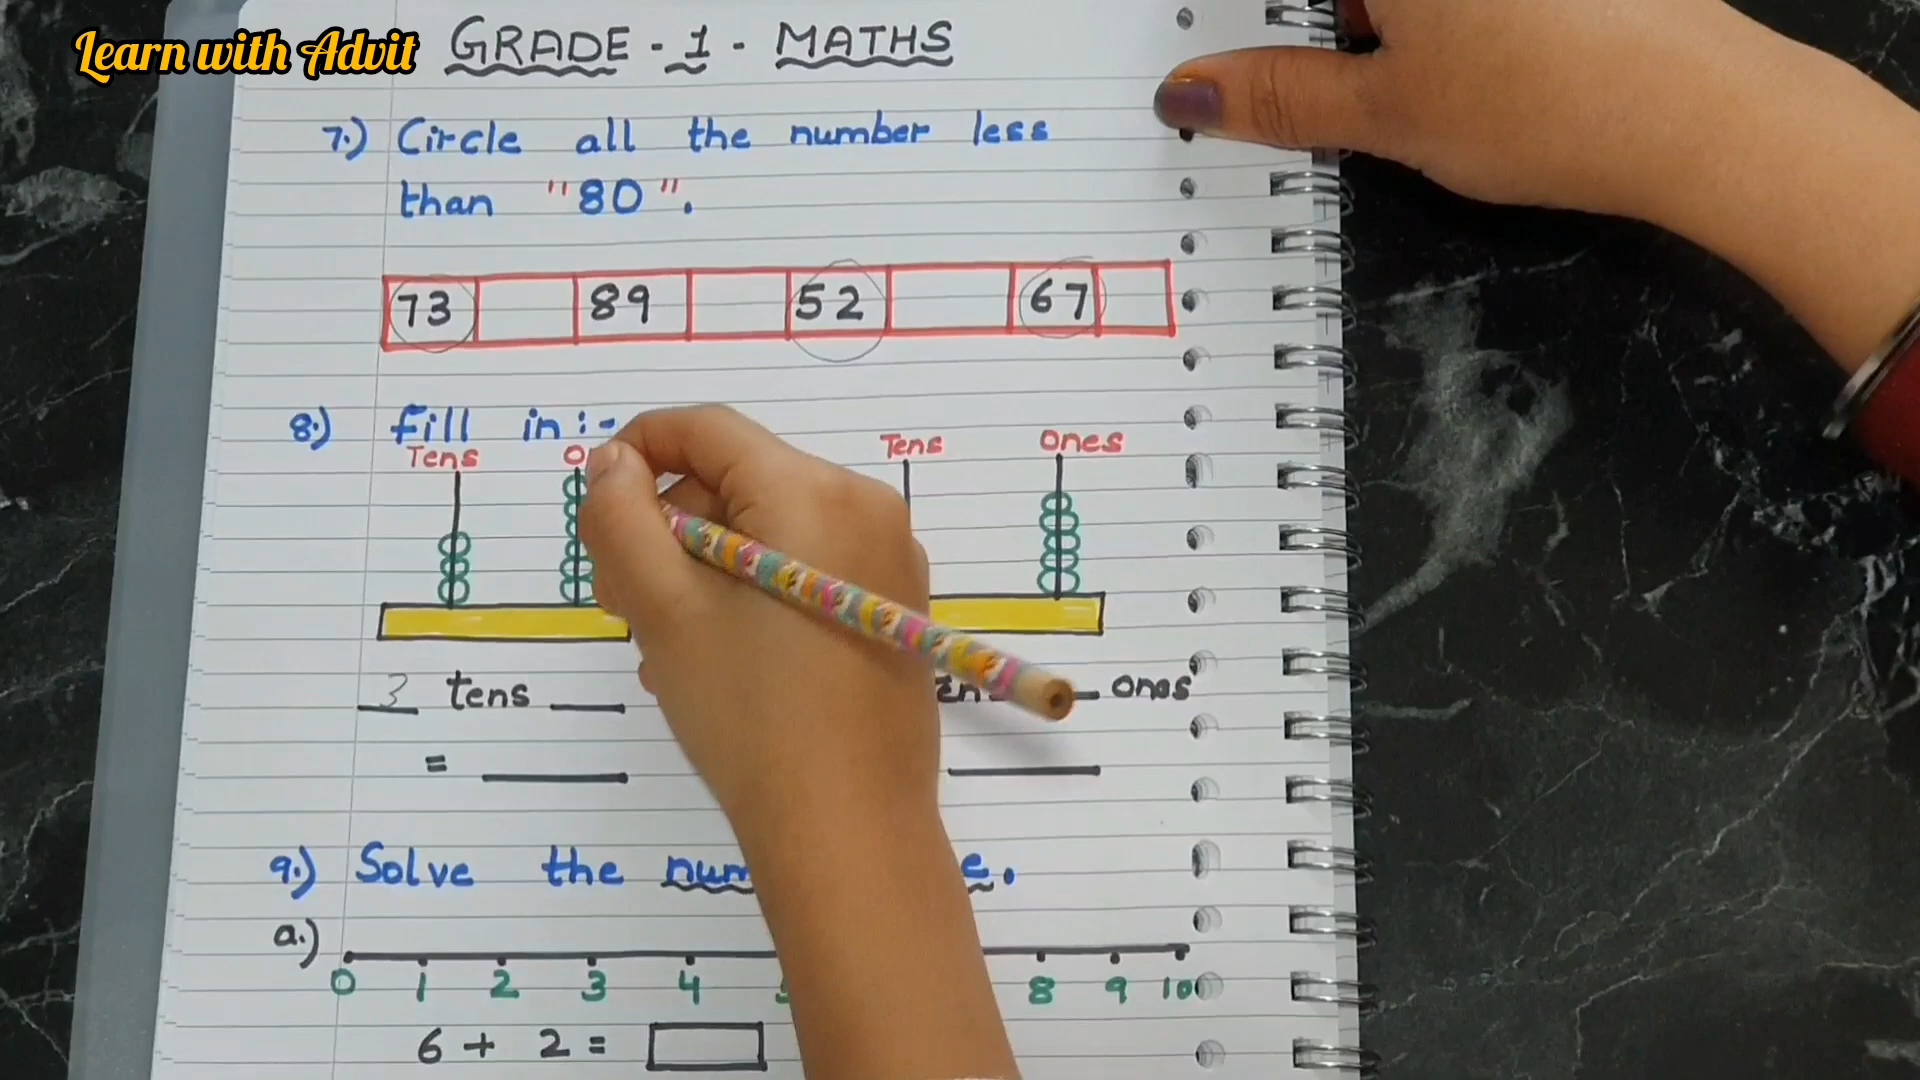 Learn with Advit
GRADE - 1 - MATHS
7.) Circle all the number less
than "80".
73 89 52 67
8.) Fill in :-
Tens Tens Ones
3 tens ones
=
9.) Solve the
a.)
0 1 2 3 4 8 9 10
6 + 2 =